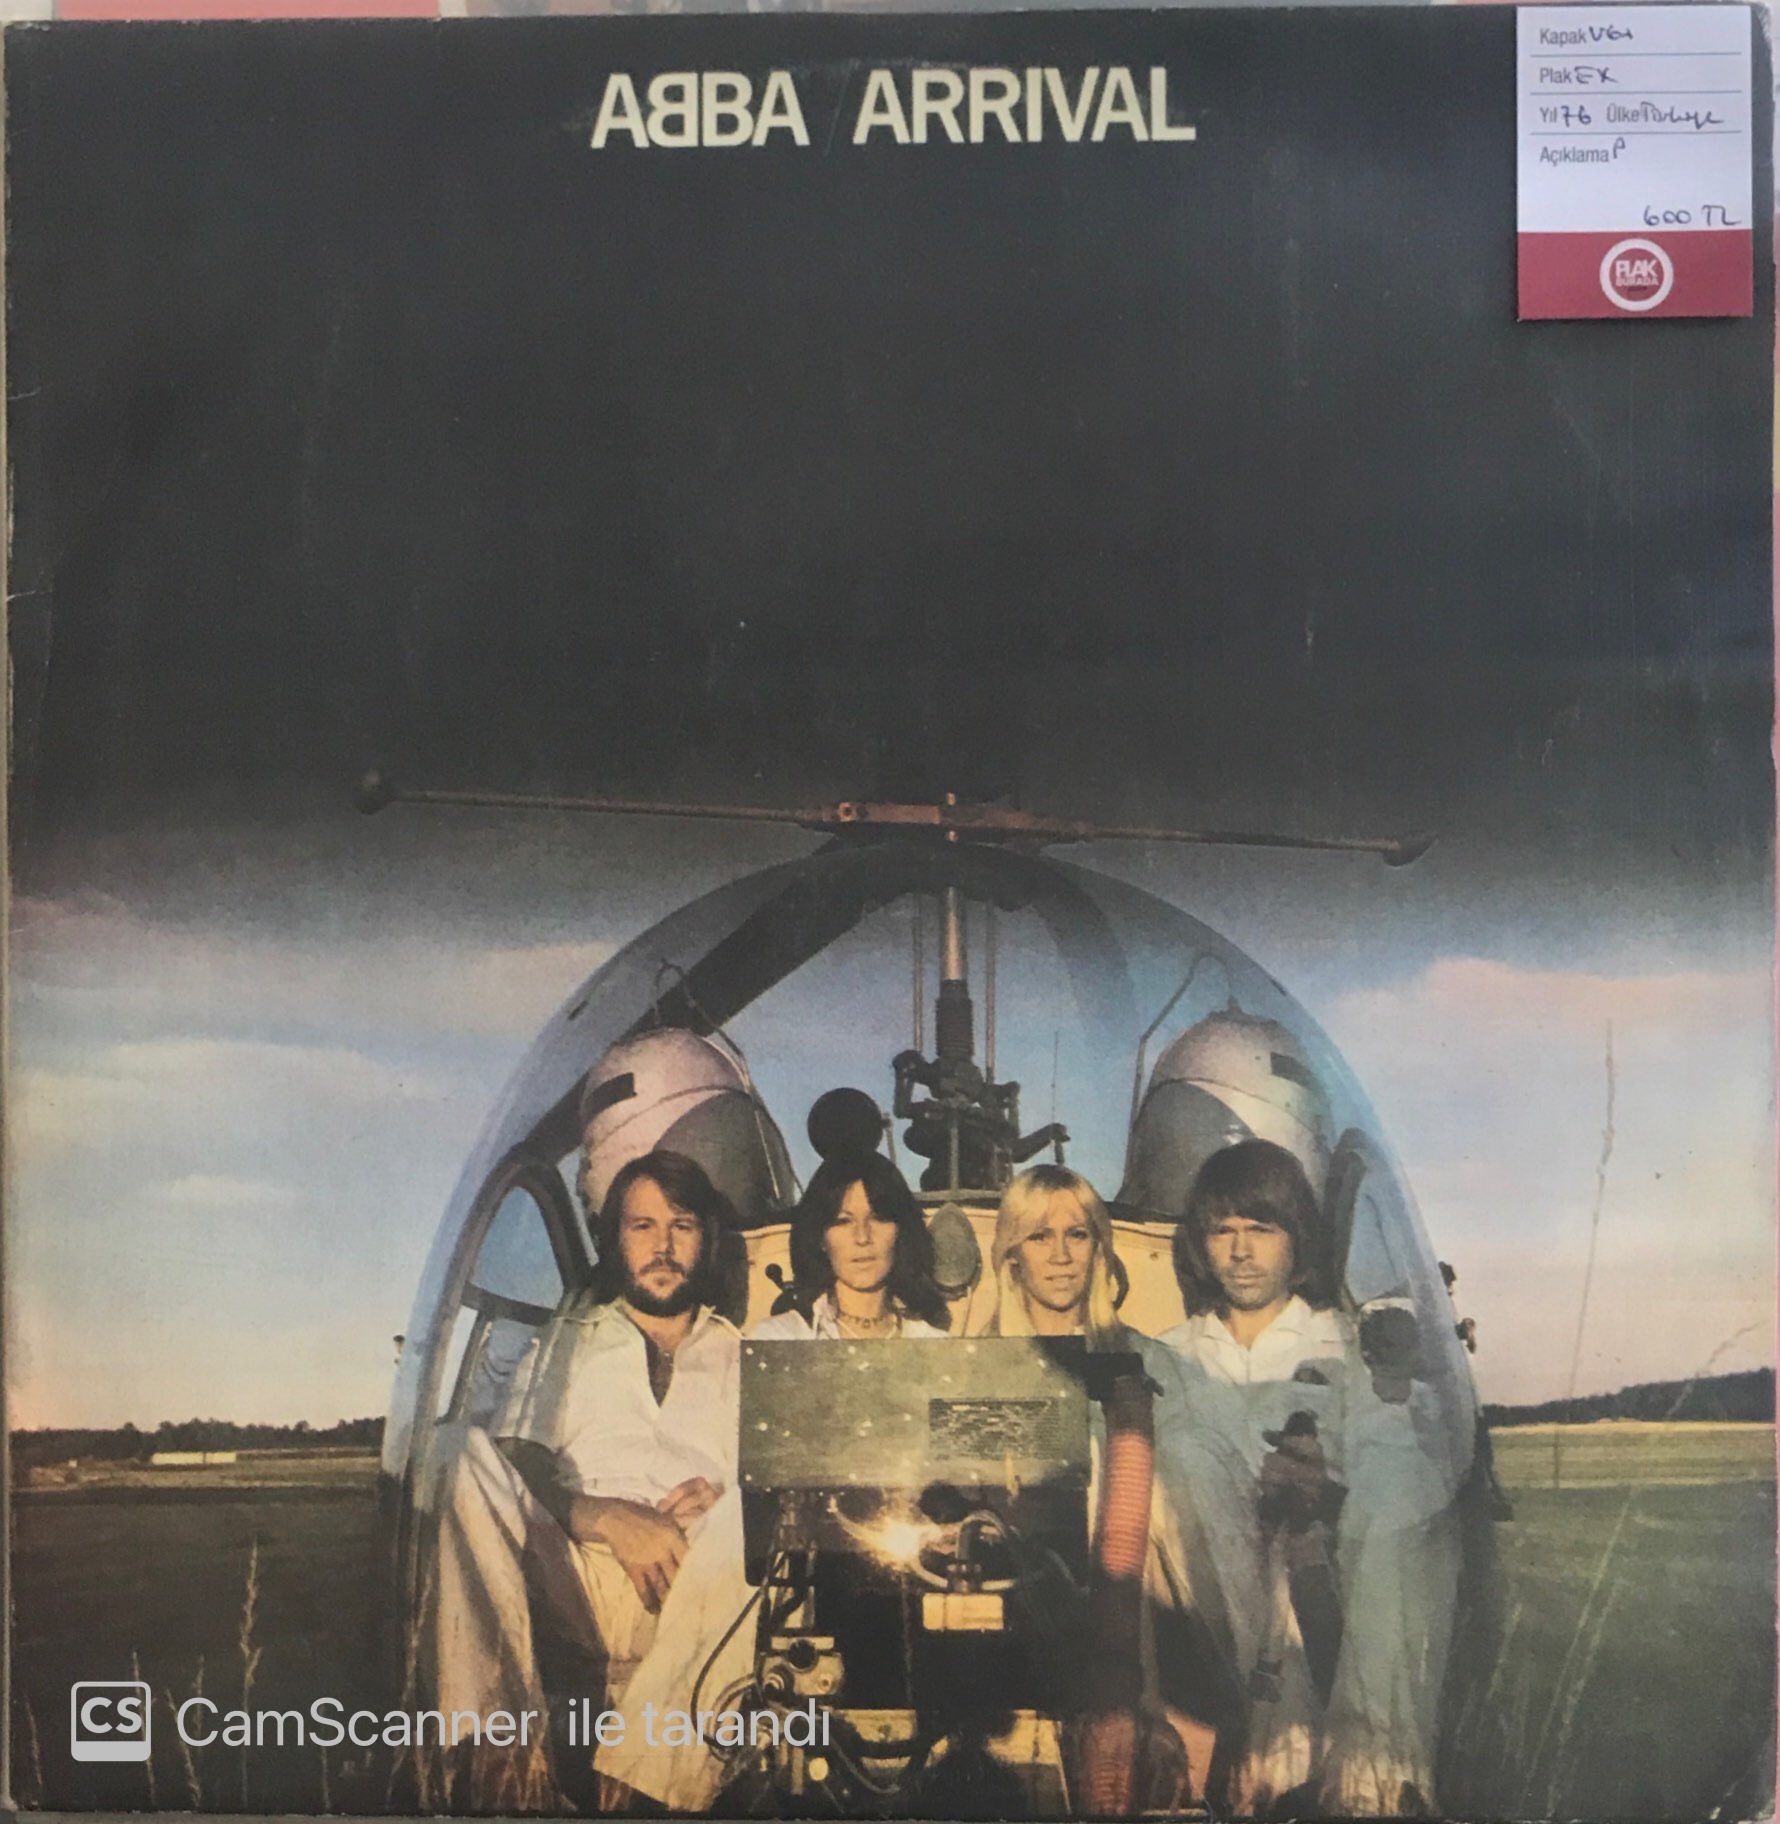 ABBA / ARRIVAL
Kapak VG+
Plak EX
Yıl 76 Ülke Türkiye
Açıklama P
600 TL
PLAK
BURADA
CS CamScanner ile tarandı